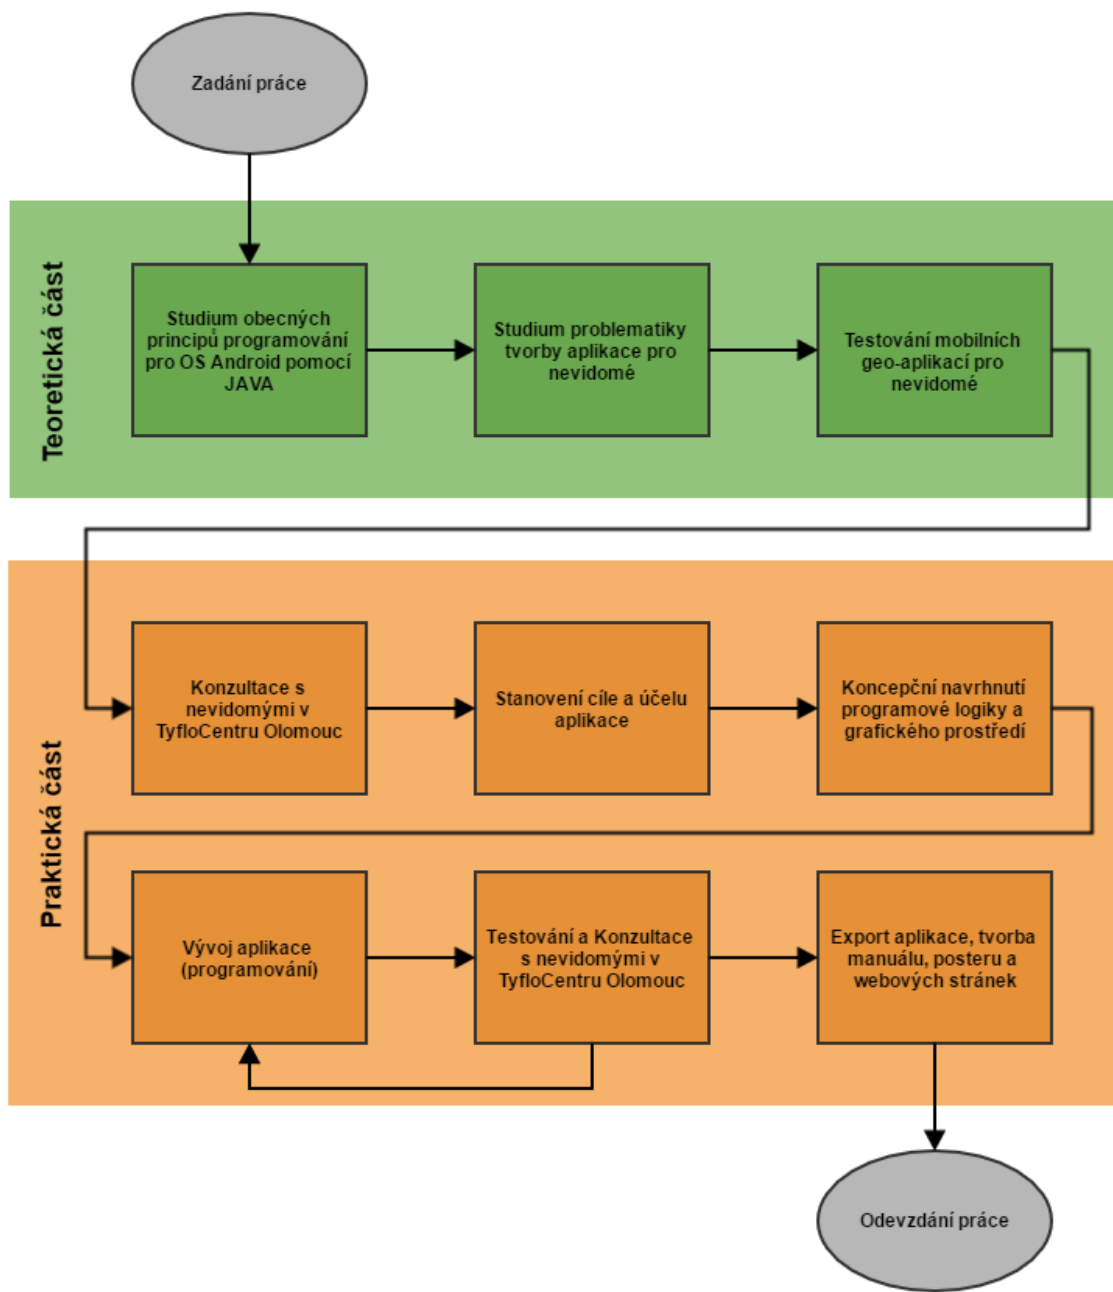 Zadání práce
Teoretická část
Studium obecných
principů programování
pro OS Android pomocí
JAVA
Studium problematiky
tvorby aplikace pro
nevidomé
Testování mobilních
geo-aplikací pro
nevidomé
Praktická část
Konzultace s
nevidomými v
TyfloCentru Olomouc
Stanovení cíle a účelu
aplikace
Koncepční navrhnutí
programové logiky a
grafického prostředí
Vývoj aplikace
(programování)
Testování a Konzultace
s nevidomými v
TyfloCentru Olomouc
Export aplikace, tvorba
manuálu, posteru a
webových stránek
Odevzdání práce